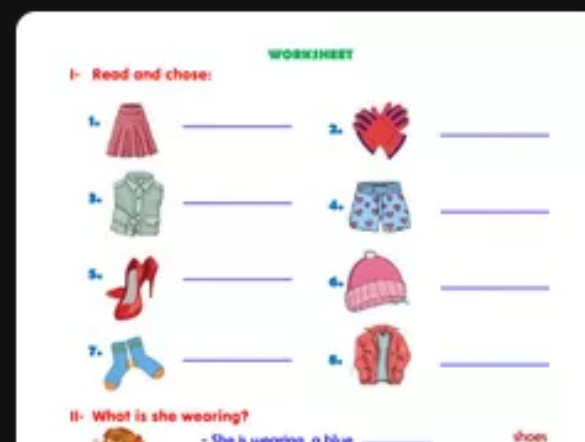 WORKSHEET
I- Read and chose:
1.
2.
3.
4.
5.
6.
7.
8.
II- What is she wearing?
- She is wearing a blue
shoes